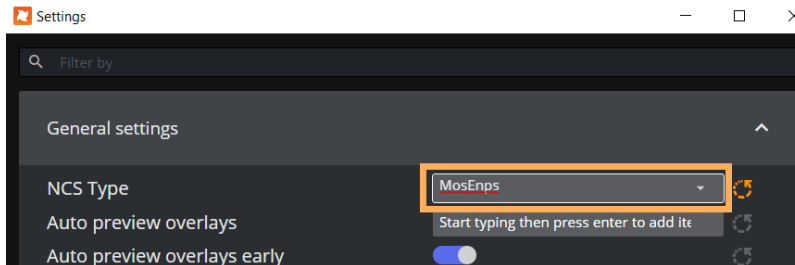 Settings
Filter by
General settings
NCS Type
MosEnps
Auto preview overlays
Start typing then press enter to add ite
Auto preview overlays early